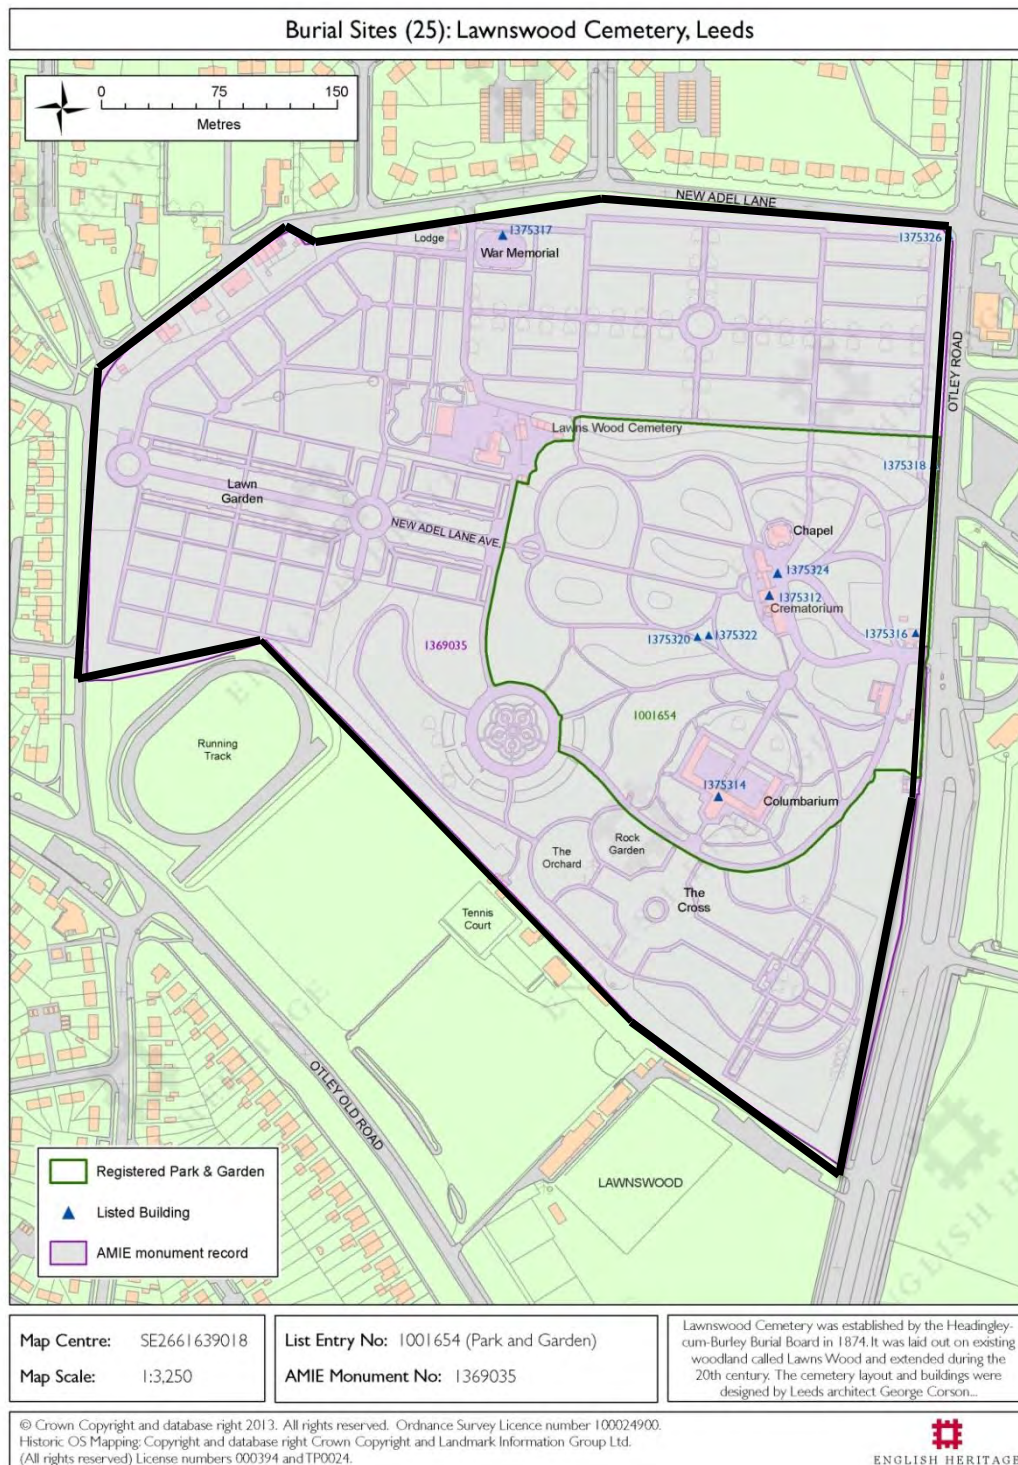 Burial Sites (25): Lawnswood Cemetery, Leeds
0 75 150
Metres
NEW ADEL LANE
1375317
Lodge
War Memorial
1375326
OTLEY ROAD
Lawns Wood Cemetery
1375318
Lawn
Garden
NEW ADEL LANE AVE
Chapel
1375324
1375312
Crematorium
1375320
1375322
1375316
1369035
1001654
Running
Track
1375314
Columbarium
Rock
Garden
The
Orchard
The
Cross
Tennis
Court
OTLEY OLD ROAD
LAWNSWOOD
Registered Park & Garden
Listed Building
AMIE monument record
Map Centre: SE2661639018
Map Scale: 1:3,250
List Entry No: 1001654 (Park and Garden)
AMIE Monument No: 1369035
Lawnswood Cemetery was established by the Headingley-
cum-Burley Burial Board in 1874. It was laid out on existing
woodland called Lawns Wood and extended during the
20th century. The cemetery layout and buildings were
designed by Leeds architect George Corson...
© Crown Copyright and database right 2013. All rights reserved. Ordnance Survey Licence number 100024900.
Historic OS Mapping: Copyright and database right Crown Copyright and Landmark Information Group Ltd.
(All rights reserved) License numbers 000394 and TP0024.
ENGLISH HERITAGE